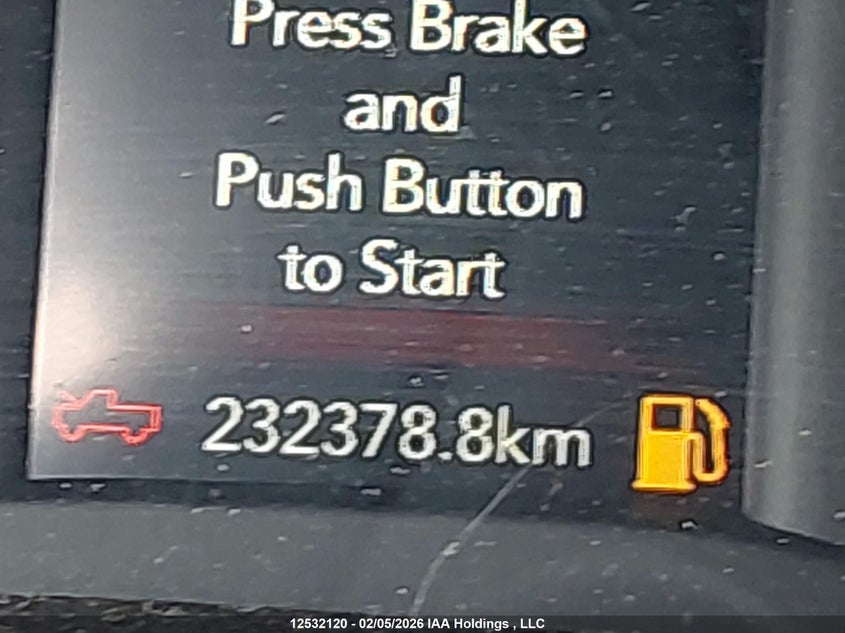 Press Brake
and
Push Button
to Start
232378.8km
12532120 - 02/05/2026 IAA Holdings , LLC